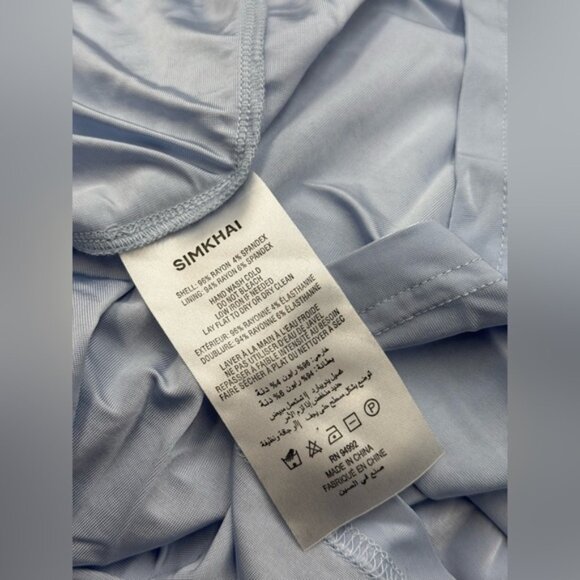 SIMKHAI
SHELL: 96% RAYON 4% SPANDEX
LINING: 94% RAYON 6% SPANDEX
HAND WASH COLD
DO NOT BLEACH
LOW IRON IF NEEDED
LAY FLAT TO DRY OR DRY CLEAN
EXTÉRIEUR: 96% RAYONNE 4% ÉLASTHANNE
DOUBLURE: 94% RAYONNE 6% ÉLASTHANNE
LAVER À LA MAIN À L'EAU FROIDE
NE PAS UTILISER D'EAU DE JAVEL
REPASSER À FAIBLE INTENSITÉ AU BESOIN
FAIRE SÉCHER À PLAT OU NETTOYER À SEC
P
RN 94992
MADE IN CHINA
FABRIQUÉ EN CHINE
صنع في الصين